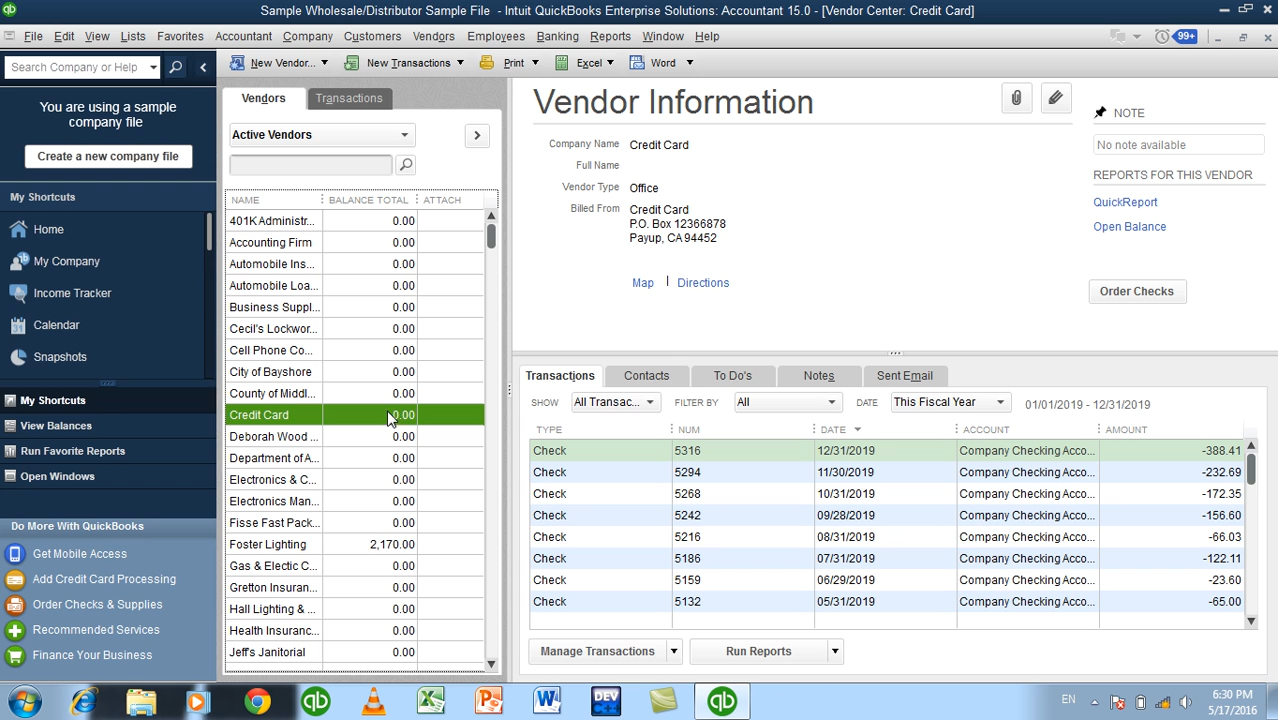 Sample Wholesale/Distributor Sample File - Intuit QuickBooks Enterprise Solutions: Accountant 15.0 - [Vendor Center: Credit Card]
File Edit View Lists Favorites Accountant Company Customers Vendors Employees Banking Reports Window Help 99+
Search Company or Help
New Vendor... New Transactions Print Excel Word
You are using a sample
company file
Create a new company file
My Shortcuts
Home
My Company
Income Tracker
Calendar
Snapshots
My Shortcuts
View Balances
Run Favorite Reports
Open Windows
Do More With QuickBooks
Get Mobile Access
Add Credit Card Processing
Order Checks & Supplies
Recommended Services
Finance Your Business
Vendors Transactions
Active Vendors
NAME BALANCE TOTAL ATTACH
401K Administr... 0.00
Accounting Firm 0.00
Automobile Ins... 0.00
Automobile Loa... 0.00
Business Suppl... 0.00
Cecil's Lockwor... 0.00
Cell Phone Co... 0.00
City of Bayshore 0.00
County of Middl... 0.00
Credit Card 0.00
Deborah Wood ... 0.00
Department of A... 0.00
Electronics & C... 0.00
Electronics Man... 0.00
Fisse Fast Pack... 0.00
Foster Lighting 2,170.00
Gas & Electic C... 0.00
Gretton Insuran... 0.00
Hall Lighting & ... 0.00
Health Insuranc... 0.00
Jeff's Janitorial 0.00
Vendor Information
Company Name Credit Card
Full Name
Vendor Type Office
Billed From Credit Card
P.O. Box 12366878
Payup, CA 94452
Map Directions
NOTE
No note available
REPORTS FOR THIS VENDOR
QuickReport
Open Balance
Order Checks
Transactions Contacts To Do's Notes Sent Email
SHOW All Transac... FILTER BY All DATE This Fiscal Year 01/01/2019 - 12/31/2019
TYPE NUM DATE ACCOUNT AMOUNT
Check 5316 12/31/2019 Company Checking Acco... -388.41
Check 5294 11/30/2019 Company Checking Acco... -232.69
Check 5268 10/31/2019 Company Checking Acco... -172.35
Check 5242 09/28/2019 Company Checking Acco... -156.60
Check 5216 08/31/2019 Company Checking Acco... -66.03
Check 5186 07/31/2019 Company Checking Acco... -122.11
Check 5159 06/29/2019 Company Checking Acco... -23.60
Check 5132 05/31/2019 Company Checking Acco... -65.00
Manage Transactions Run Reports
DEV
EN
6:30 PM
5/17/2016